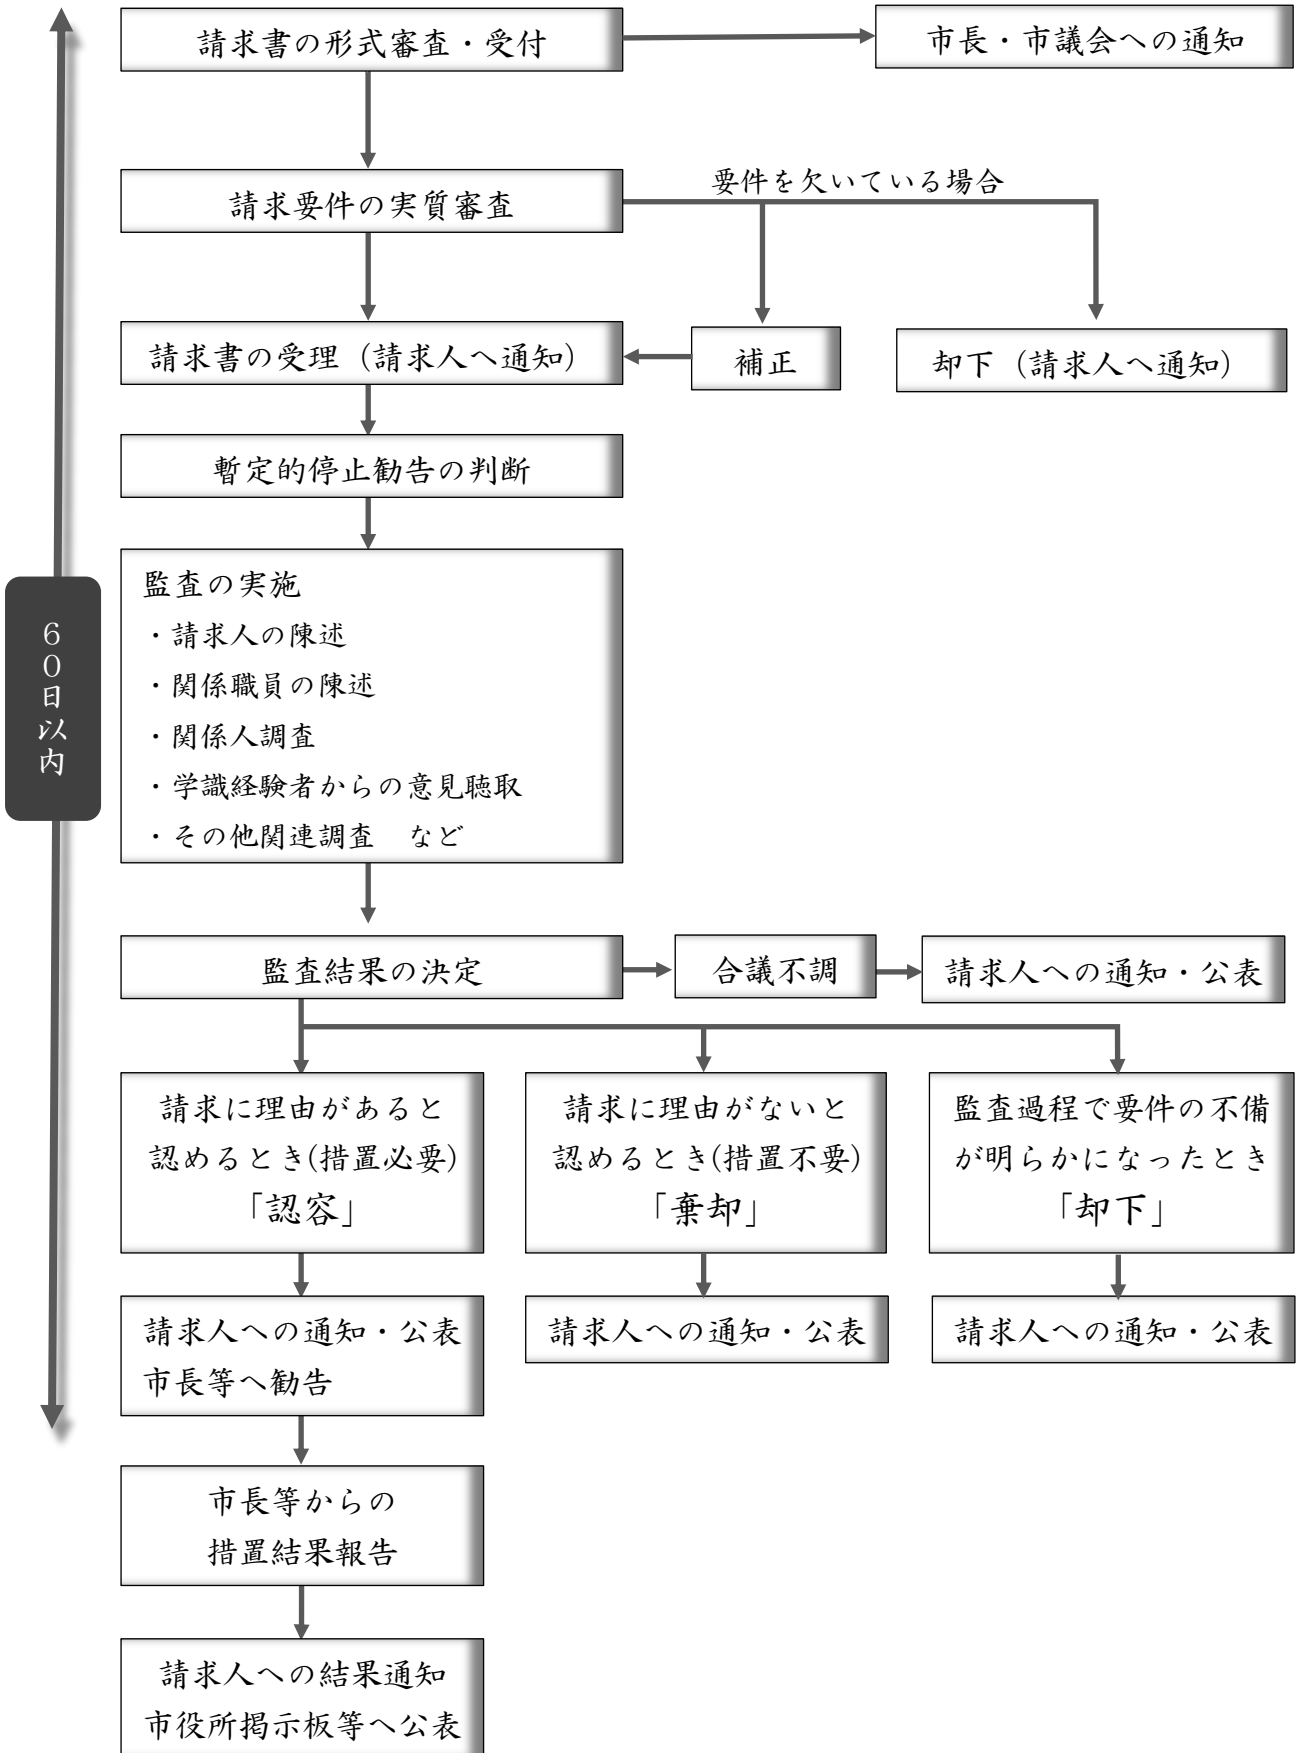 請求書の形式審査・受付
市長・市議会への通知
請求要件の実質審査
要件を欠いている場合
請求書の受理（請求人へ通知）
補正
却下（請求人へ通知）
暫定的停止勧告の判断
60日以内
監査の実施
・請求人の陳述
・関係職員の陳述
・関係人調査
・学識経験者からの意見聴取
・その他関連調査　など
監査結果の決定
合議不調
請求人への通知・公表
請求に理由があると
認めるとき(措置必要)
「認容」
請求に理由がないと
認めるとき(措置不要)
「棄却」
監査過程で要件の不備
が明らかになったとき
「却下」
請求人への通知・公表
市長等へ勧告
請求人への通知・公表
請求人への通知・公表
市長等からの
措置結果報告
請求人への結果通知
市役所掲示板等へ公表